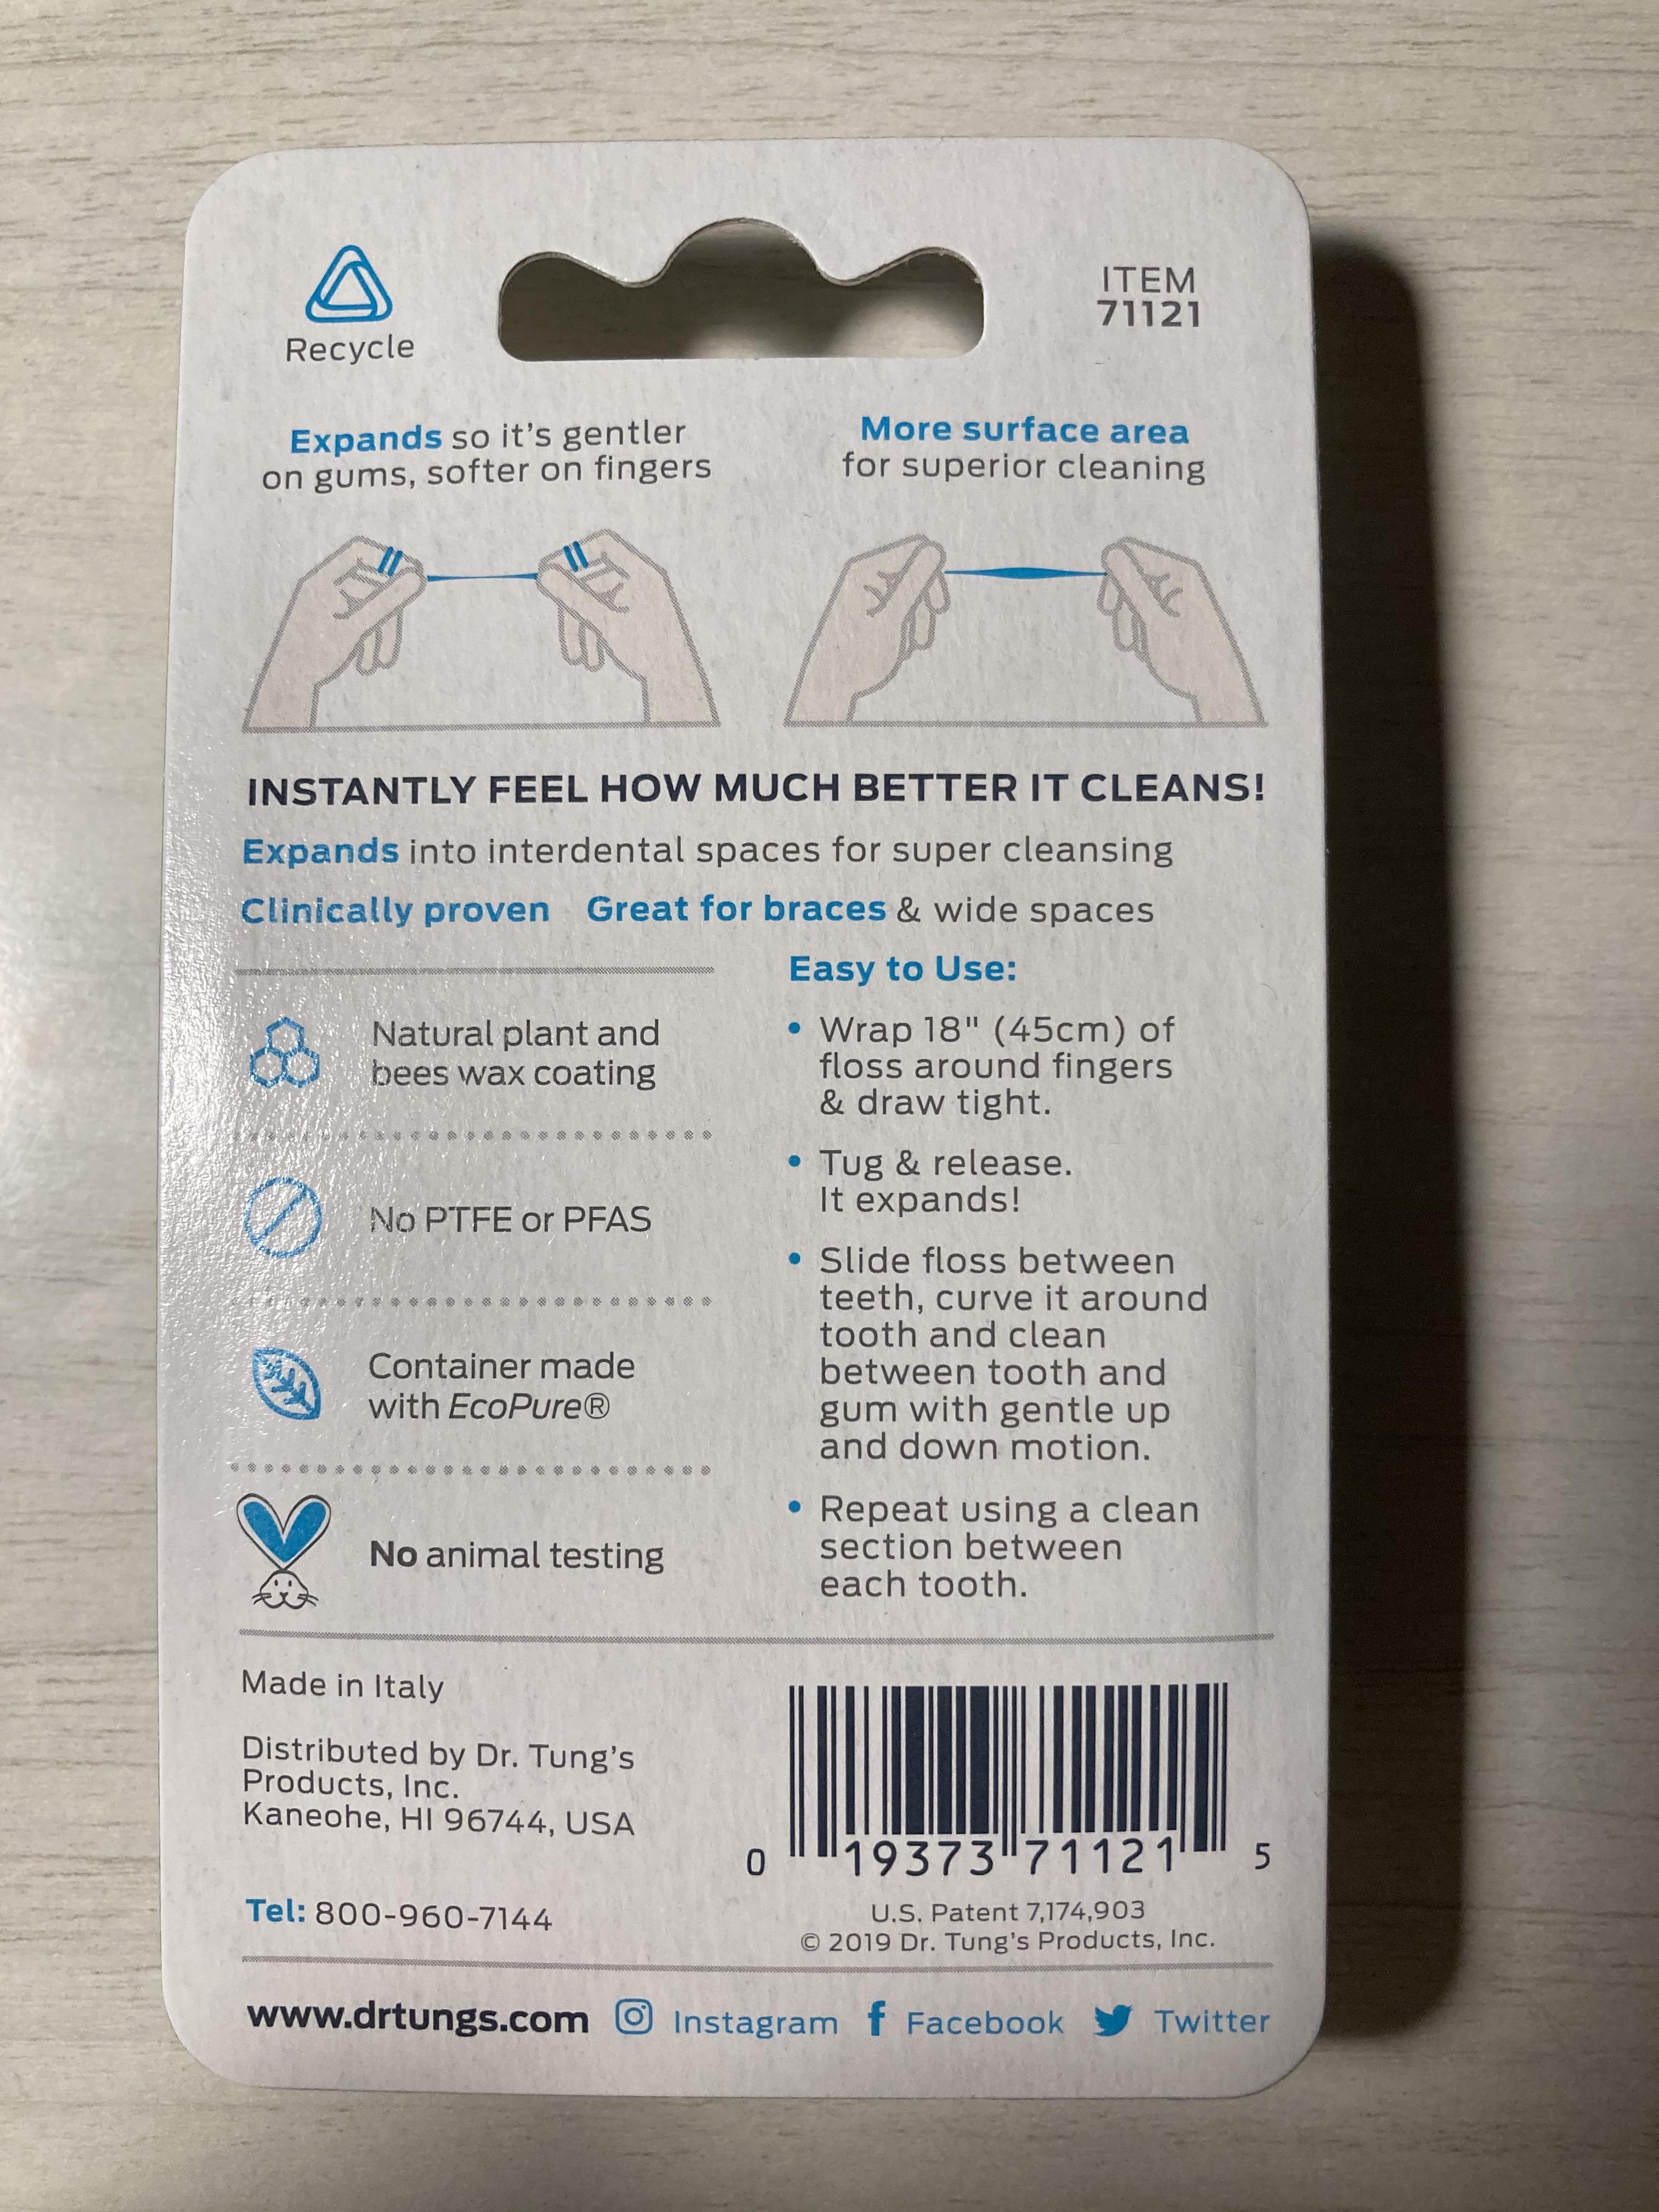 Recycle
ITEM
71121
Expands so it's gentler
on gums, softer on fingers
More surface area
for superior cleaning
INSTANTLY FEEL HOW MUCH BETTER IT CLEANS!
Expands into interdental spaces for super cleansing
Clinically proven Great for braces & wide spaces
Natural plant and
bees wax coating
No PTFE or PFAS
Container made
with EcoPure®
No animal testing
Easy to Use:
• Wrap 18" (45cm) of
floss around fingers
& draw tight.
• Tug & release.
It expands!
• Slide floss between
teeth, curve it around
tooth and clean
between tooth and
gum with gentle up
and down motion.
• Repeat using a clean
section between
each tooth.
Made in Italy
Distributed by Dr. Tung's
Products, Inc.
Kaneohe, HI 96744, USA
Tel: 800-960-7144
0 19373 71121 5
U.S. Patent 7,174,903
© 2019 Dr. Tung's Products, Inc.
www.drtungs.com Instagram f Facebook Twitter